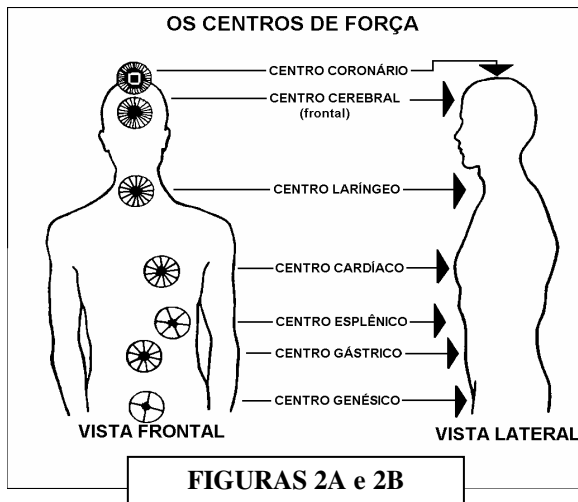 OS CENTROS DE FORÇA
CENTRO CORONÁRIO
CENTRO CEREBRAL
(frontal)
CENTRO LARÍNGEO
CENTRO CARDÍACO
CENTRO ESPLÊNICO
CENTRO GÁSTRICO
CENTRO GENÉSICO
VISTA FRONTAL
VISTA LATERAL
FIGURAS 2A e 2B